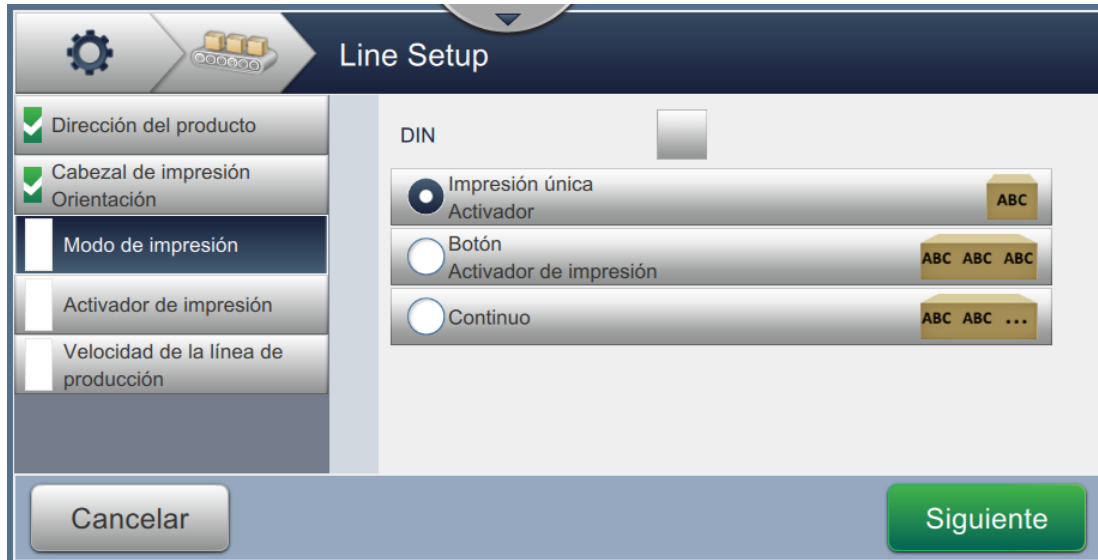 Line Setup
Dirección del producto
Cabezal de impresión
Orientación
Modo de impresión
Activador de impresión
Velocidad de la línea de
producción
DIN
Impresión única
Activador
ABC
Botón
Activador de impresión
ABC ABC ABC
Continuo
ABC ABC ...
Cancelar
Siguiente